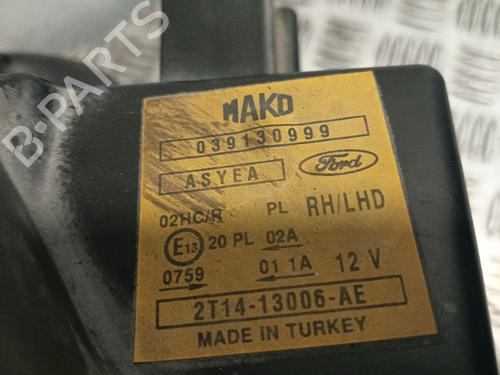 B-PARTS
MAKO
039130999
ASYEA
Ford
02HC/R PL RH/LHD
E13 20 PL 02A
0759 01 1A 12 V
2T14-13006-AE
MADE IN TURKEY